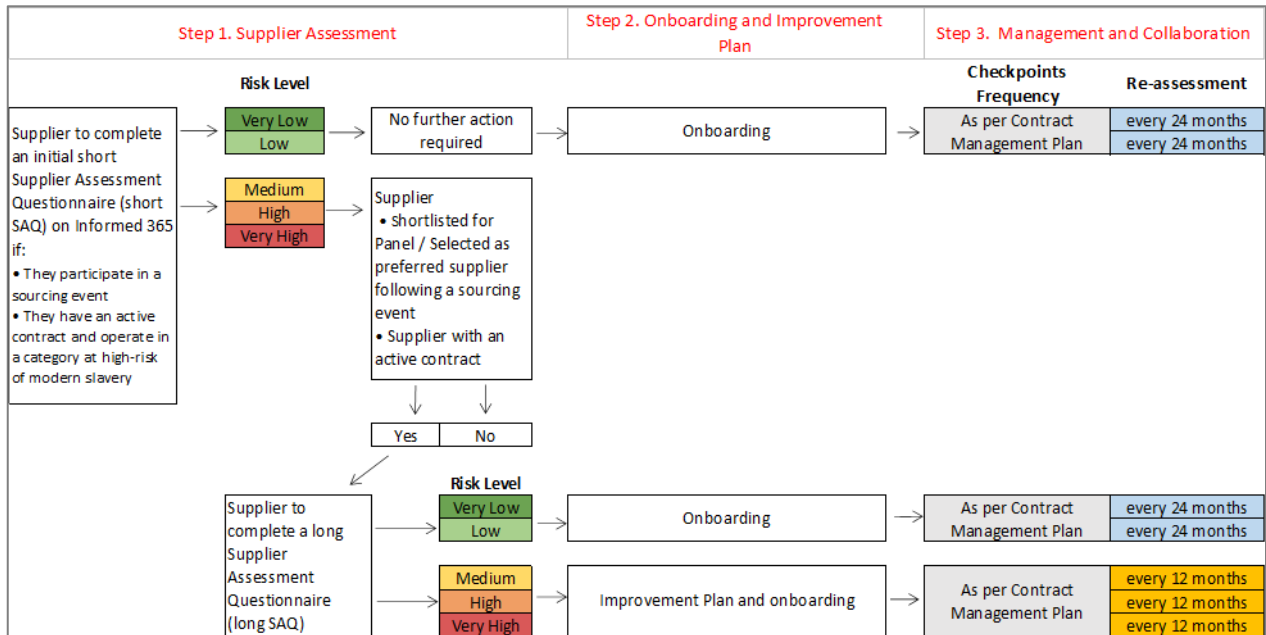 Step 1. Supplier Assessment
Step 2. Onboarding and Improvement
Plan
Step 3. Management and Collaboration
Risk Level
Checkpoints
Frequency
Re-assessment
Supplier to complete
an initial short
Supplier Assessment
Questionnaire (short
SAQ) on Informed 365
if:
• They participate in a
sourcing event
• They have an active
contract and operate in
a category at high-risk
of modern slavery
Very Low
Low
No further action
required
Onboarding
As per Contract
Management Plan
every 24 months
every 24 months
Medium
High
Very High
Supplier
• Shortlisted for
Panel / Selected as
preferred supplier
following a sourcing
event
• Supplier with an
active contract
Yes
No
Supplier to
complete a long
Supplier
Assessment
Questionnaire
(long SAQ)
Risk Level
Very Low
Low
Onboarding
As per Contract
Management Plan
every 24 months
every 24 months
Medium
High
Very High
Improvement Plan and onboarding
As per Contract
Management Plan
every 12 months
every 12 months
every 12 months